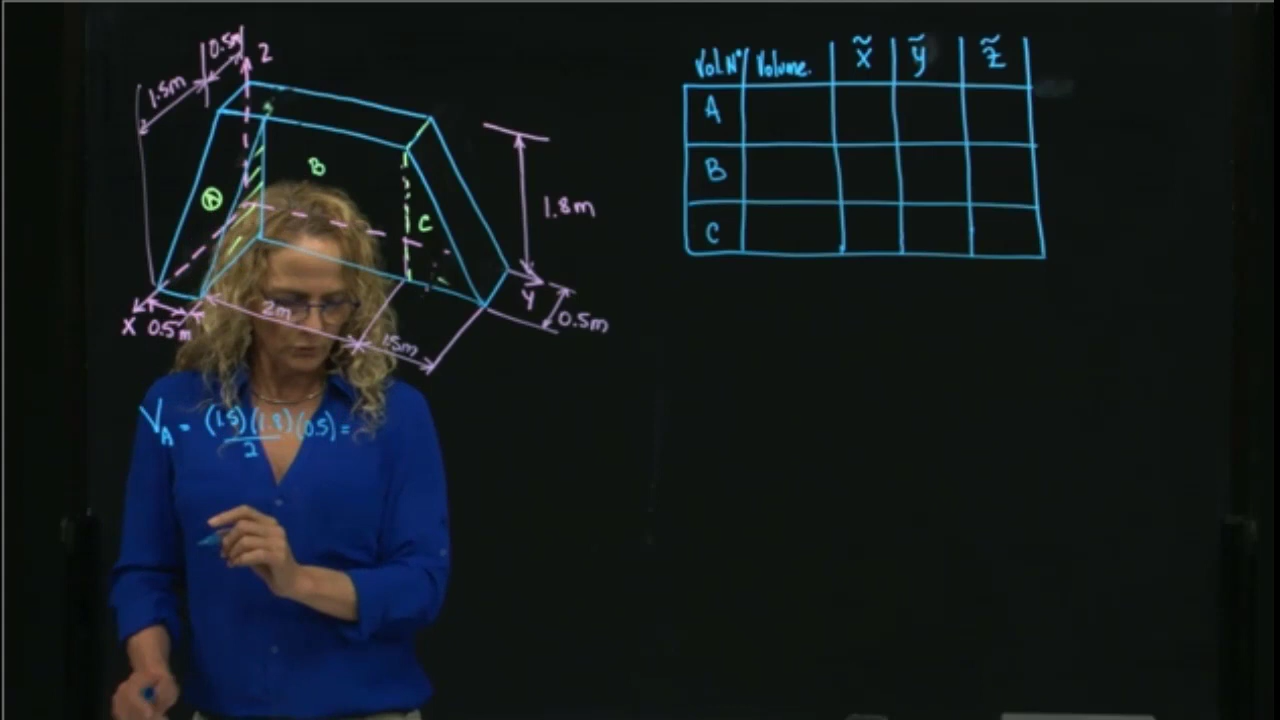 0.5m
1.5m
Z
B
A
C
1.8m
X 0.5m
2m
1.5m
Y
0.5m
V_A = (1.5)(1.8)(0.5) =
2
Vol.Nº Volume. x̃ ỹ z̃
A
B
C